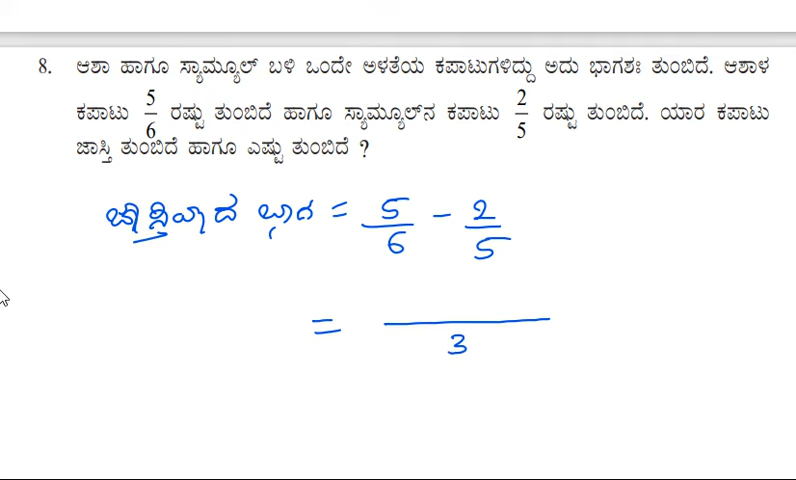 8. ಆಶಾ ಹಾಗೂ ಸ್ಯಾಮ್ಯೂಲ್ ಬಳಿ ಒಂದೇ ಅಳತೆಯ ಕಪಾಟುಗಳಿದ್ದು ಅದು ಭಾಗಶಃ ತುಂಬಿದೆ. ಆಶಾಳ
ಕಪಾಟು 5/6 ರಷ್ಟು ತುಂಬಿದೆ ಹಾಗೂ ಸ್ಯಾಮ್ಯೂಲ್‌ನ ಕಪಾಟು 2/5 ರಷ್ಟು ತುಂಬಿದೆ. ಯಾರ ಕಪಾಟು
ಜಾಸ್ತಿ ತುಂಬಿದೆ ಹಾಗೂ ಎಷ್ಟು ತುಂಬಿದೆ ?
ಜಾಸ್ತಿಯಾದ ಭಾಗ = 5/6 - 2/5
= /3